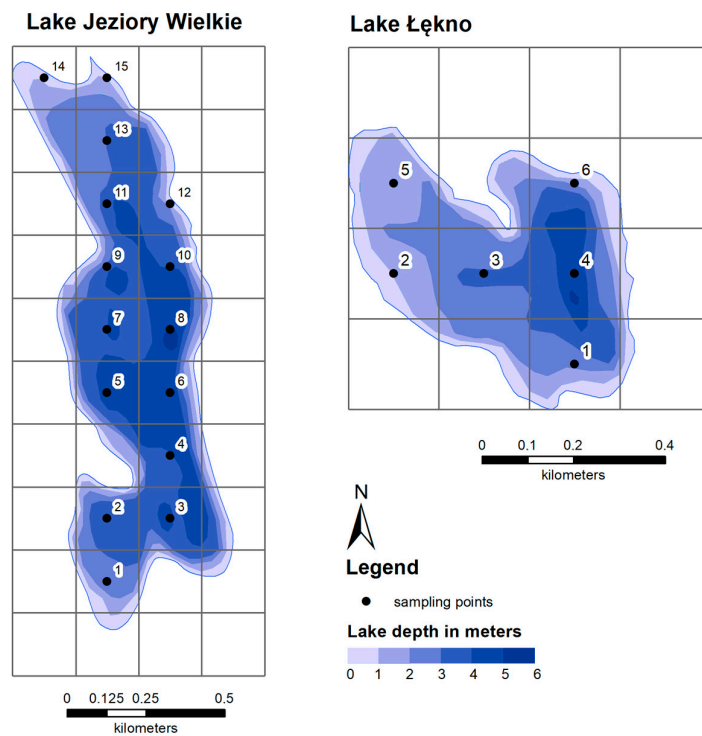 Lake Jeziory Wielkie
14
15
13
11
12
9
10
7
8
5
6
4
2
3
1
0 0.125 0.25 0.5
kilometers
Lake Łękno
5
6
2
3
4
1
0 0.1 0.2 0.4
kilometers
N
Legend
sampling points
Lake depth in meters
0 1 2 3 4 5 6